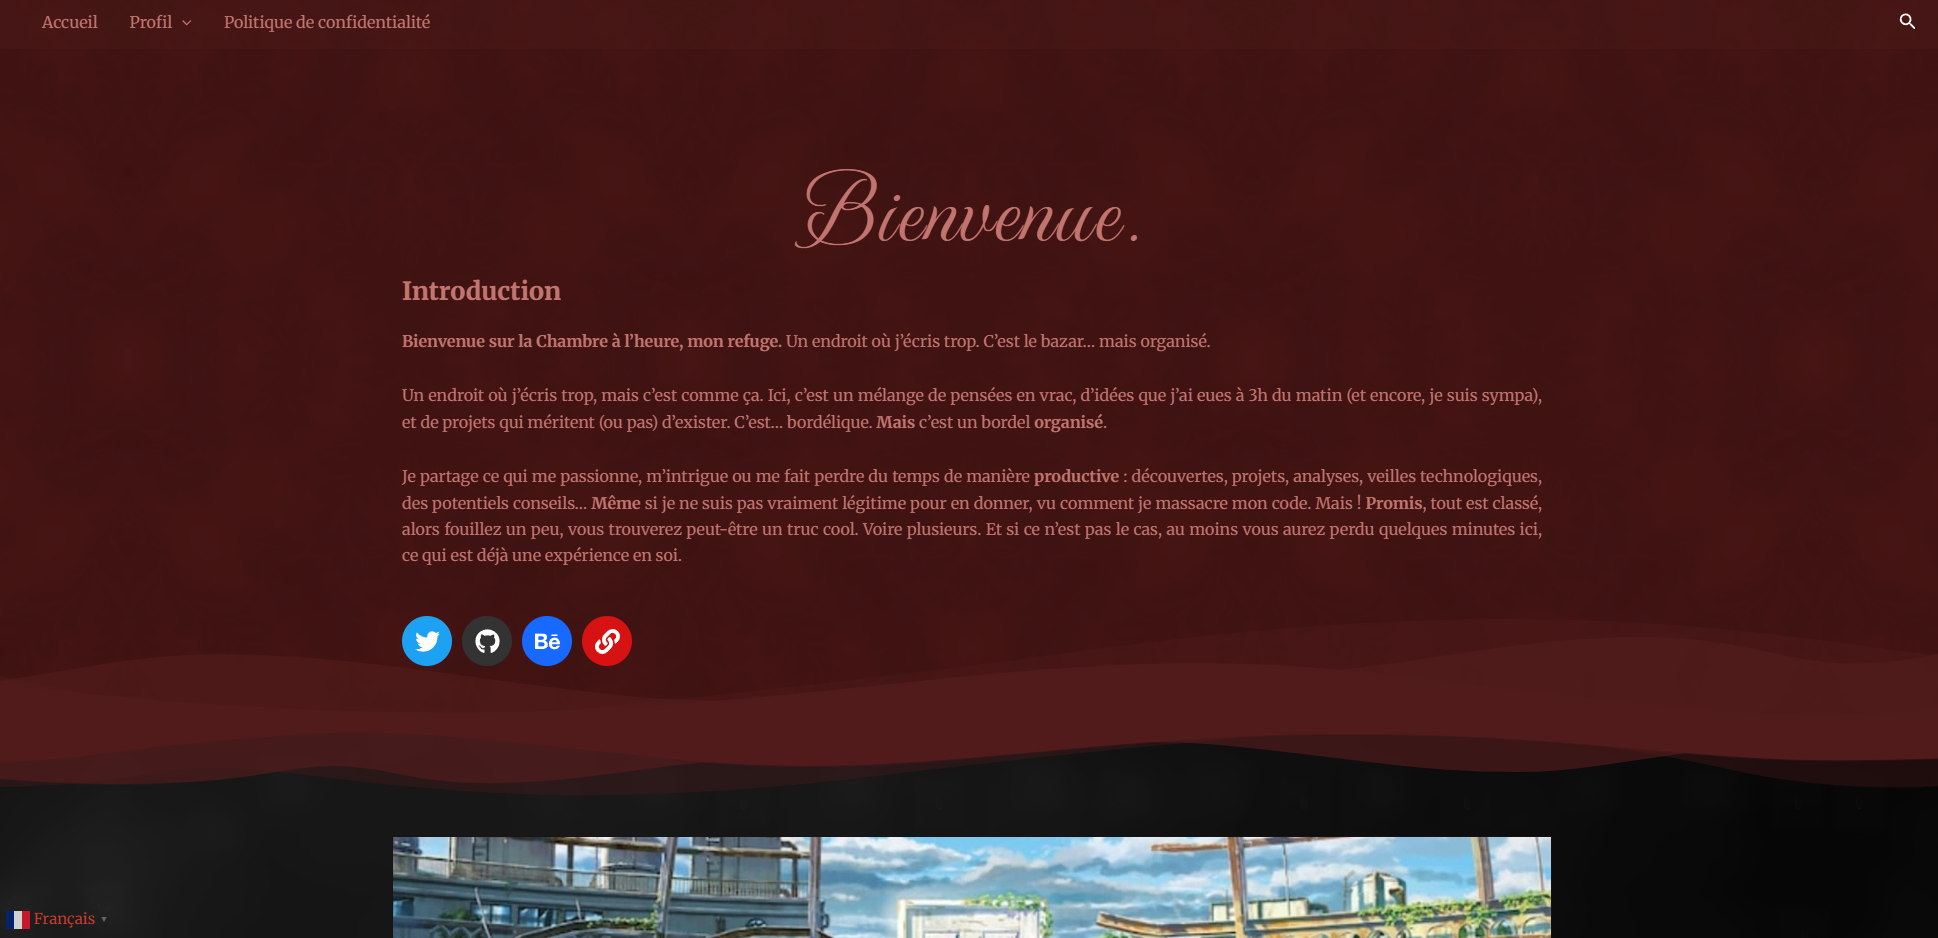 Accueil Profil Politique de confidentialité
Bienvenue.
Introduction
Bienvenue sur la Chambre à l’heure, mon refuge. Un endroit où j’écris trop. C’est le bazar… mais organisé.
Un endroit où j’écris trop, mais c’est comme ça. Ici, c’est un mélange de pensées en vrac, d’idées que j’ai eues à 3h du matin (et encore, je suis sympa),
et de projets qui méritent (ou pas) d’exister. C’est… bordélique. Mais c’est un bordel organisé.
Je partage ce qui me passionne, m’intrigue ou me fait perdre du temps de manière productive : découvertes, projets, analyses, veilles technologiques,
des potentiels conseils… Même si je ne suis pas vraiment légitime pour en donner, vu comment je massacre mon code. Mais ! Promis, tout est classé,
alors fouillez un peu, vous trouverez peut-être un truc cool. Voire plusieurs. Et si ce n’est pas le cas, au moins vous aurez perdu quelques minutes ici,
ce qui est déjà une expérience en soi.
Bē
Français